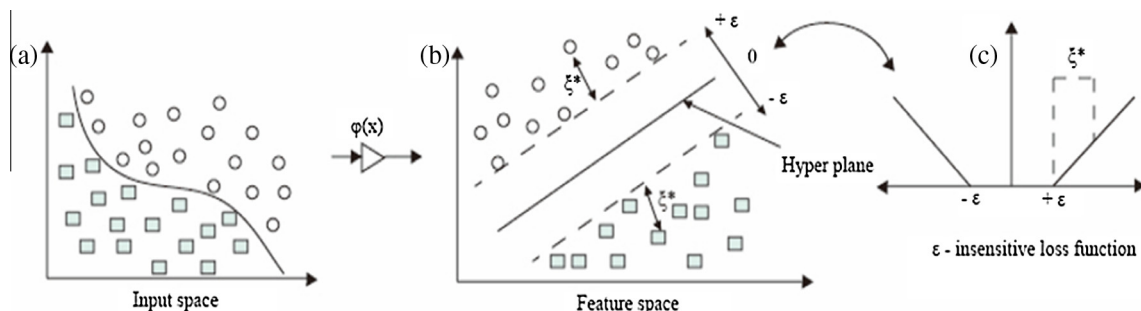 (a)
φ(x)
Input space
(b)
ξ*
+ ε
0
- ε
Hyper plane
ξ*
Feature space
(c)
ξ*
- ε
+ ε
ε - insensitive loss function